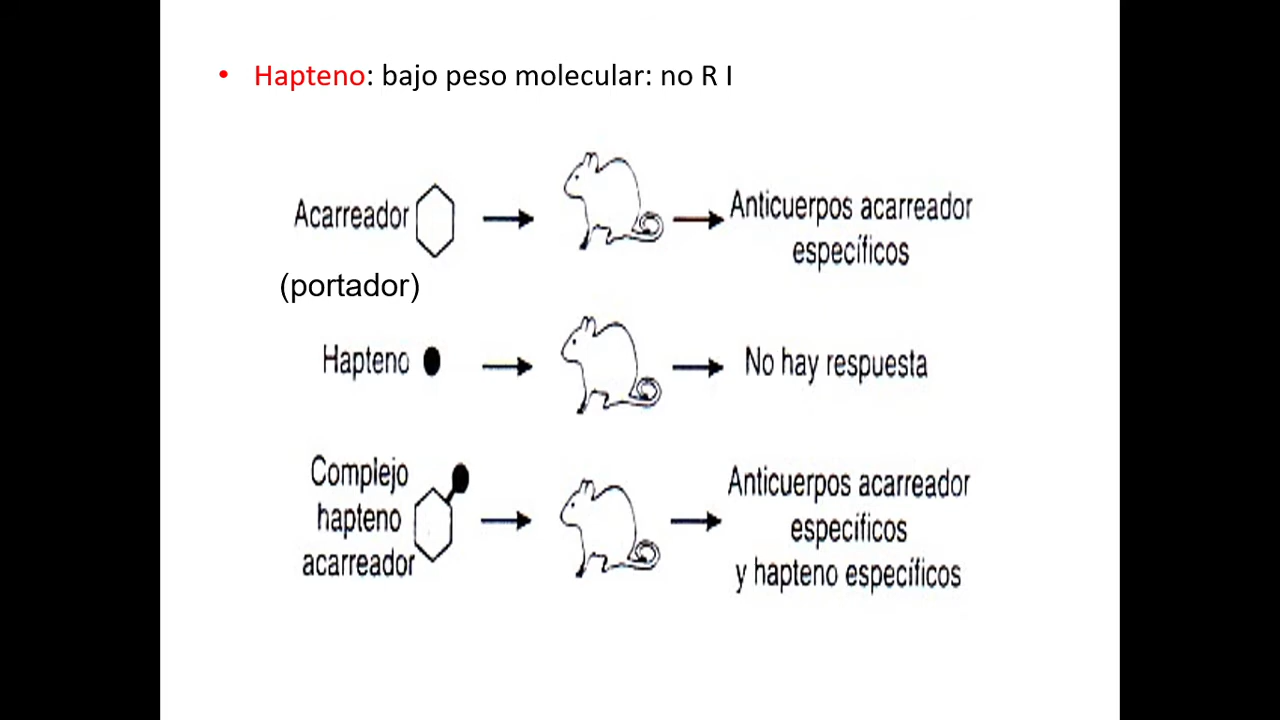 • Hapteno: bajo peso molecular: no R I
Acarreador
(portador)
Anticuerpos acarreador
específicos
Hapteno
No hay respuesta
Complejo
hapteno
acarreador
Anticuerpos acarreador
específicos
y hapteno específicos